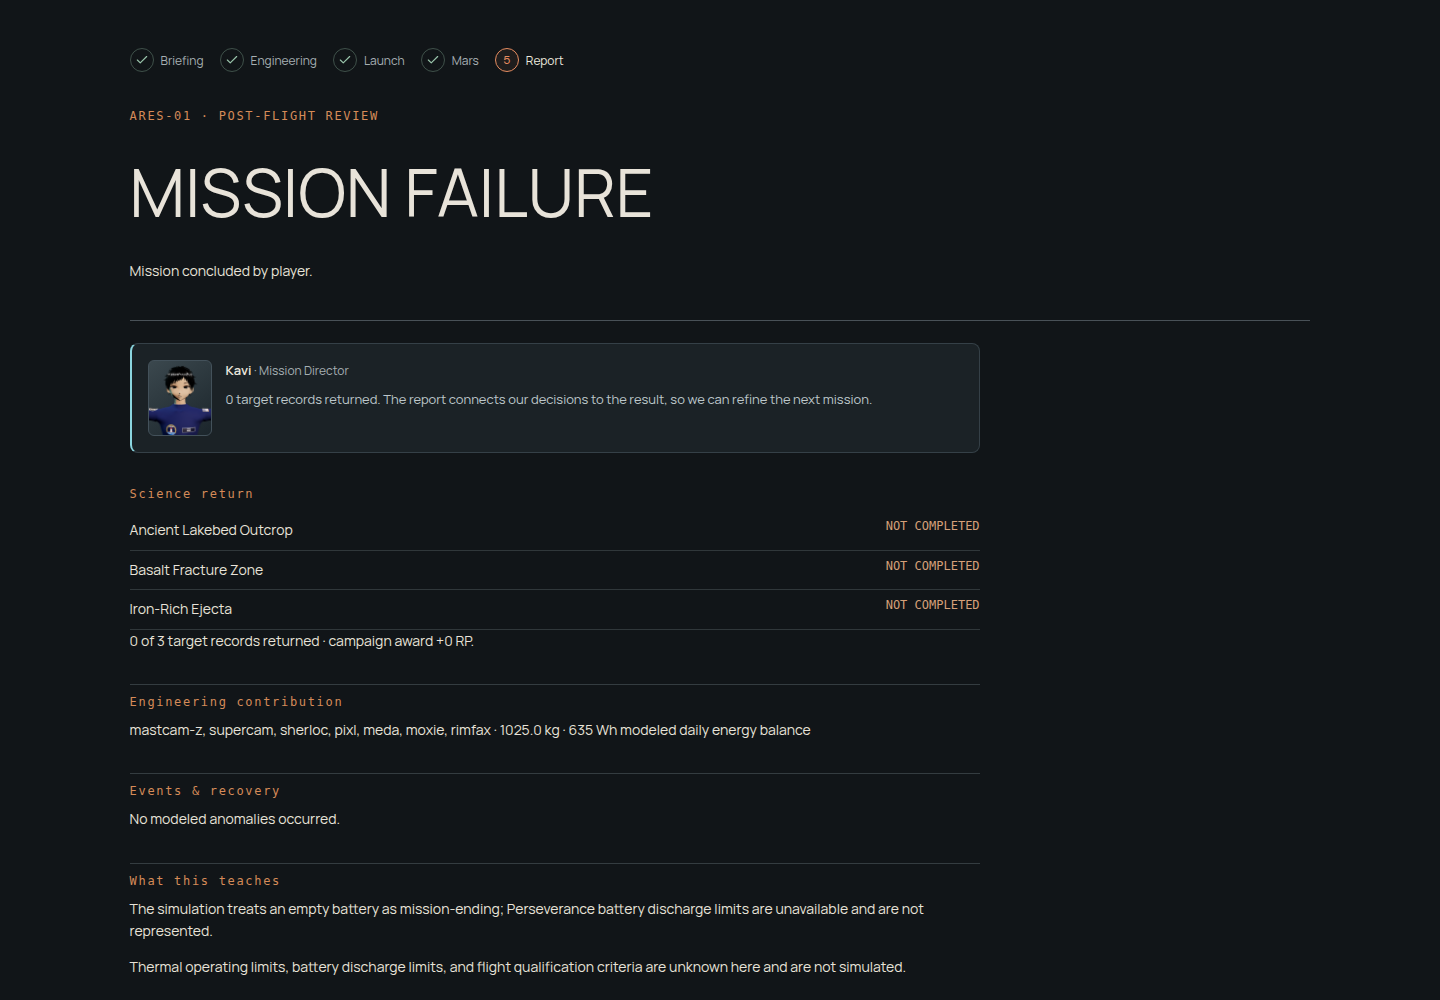 Briefing Engineering Launch Mars 5 Report
ARES-01 · POST-FLIGHT REVIEW
MISSION FAILURE
Mission concluded by player.
Kavi · Mission Director
0 target records returned. The report connects our decisions to the result, so we can refine the next mission.
Science return
Ancient Lakebed Outcrop NOT COMPLETED
Basalt Fracture Zone NOT COMPLETED
Iron-Rich Ejecta NOT COMPLETED
0 of 3 target records returned · campaign award +0 RP.
Engineering contribution
mastcam-z, supercam, sherloc, pixl, meda, moxie, rimfax · 1025.0 kg · 635 Wh modeled daily energy balance
Events & recovery
No modeled anomalies occurred.
What this teaches
The simulation treats an empty battery as mission-ending; Perseverance battery discharge limits are unavailable and are not
represented.
Thermal operating limits, battery discharge limits, and flight qualification criteria are unknown here and are not simulated.